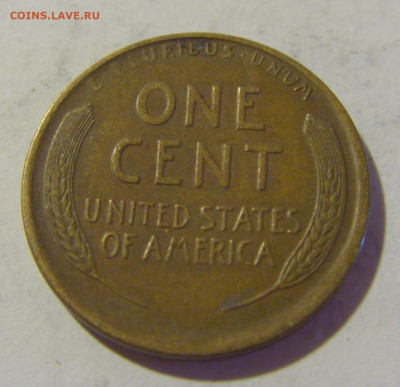 COINS.LAVE.RU
E·PLURIBUS·UNUM
ONE
CENT
UNITED STATES
OF AMERICA